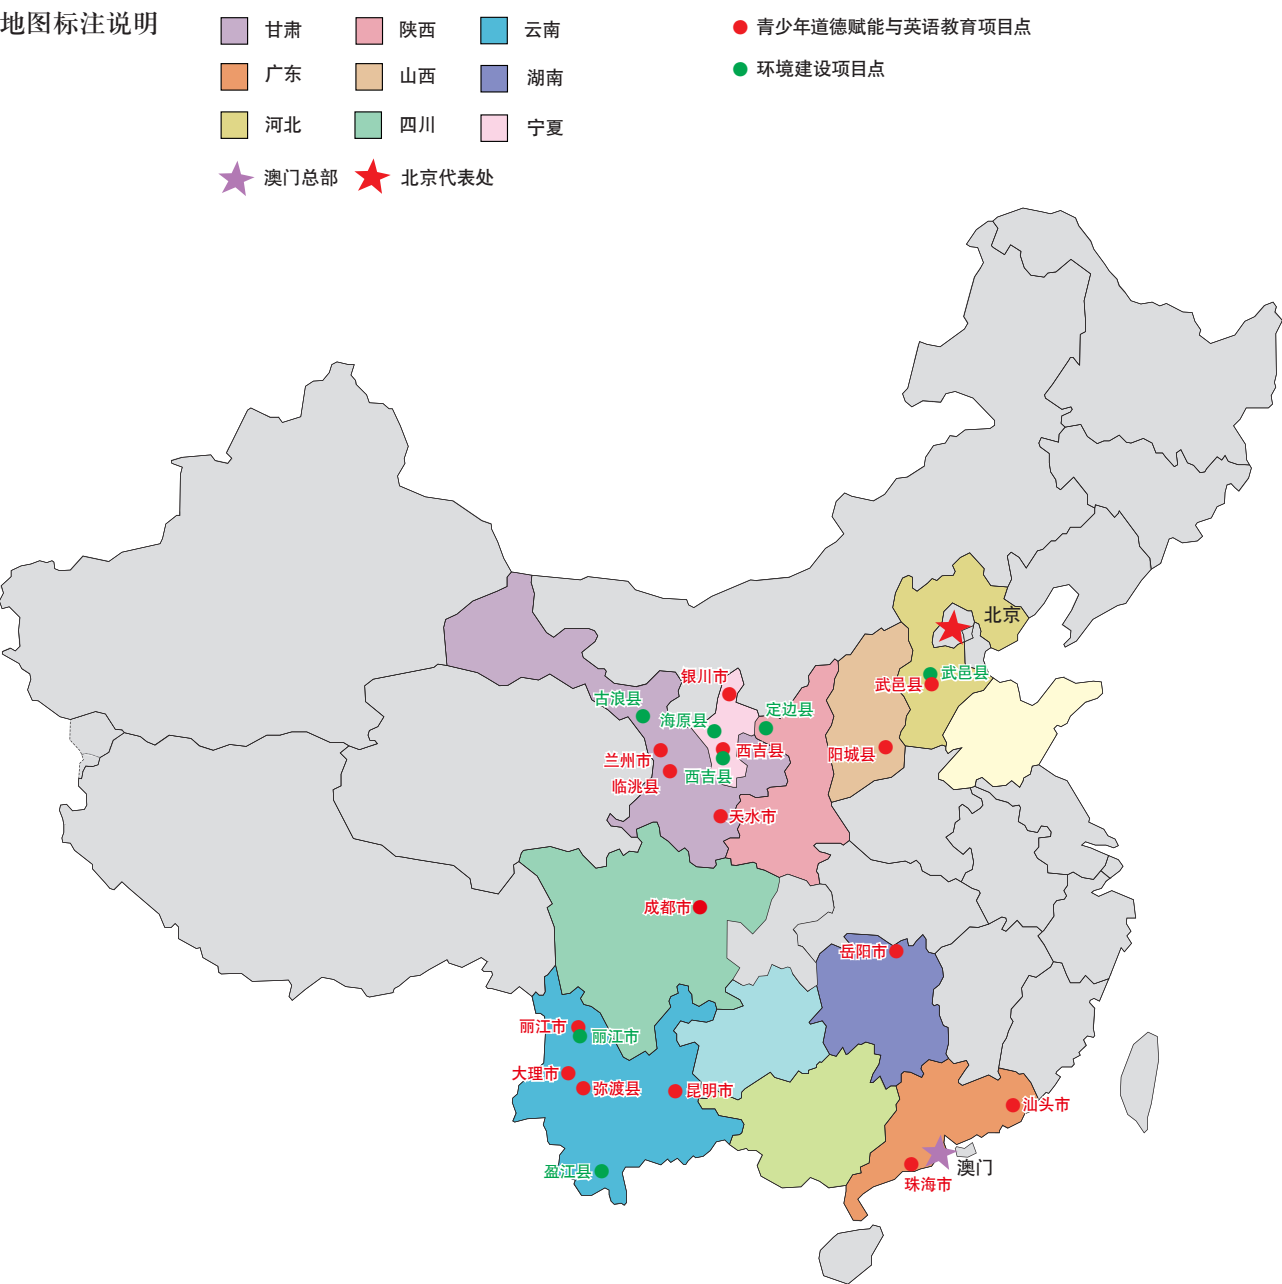 地图标注说明
甘肃
陕西
云南
青少年道德赋能与英语教育项目点
广东
山西
湖南
环境建设项目点
河北
四川
宁夏
澳门总部
北京代表处
北京
银川市
武邑县
武邑县
古浪县
海原县
定边县
兰州市
西吉县
阳城县
临洮县
西吉县
天水市
成都市
岳阳市
丽江市
丽江市
大理市
弥渡县
昆明市
汕头市
盈江县
澳门
珠海市